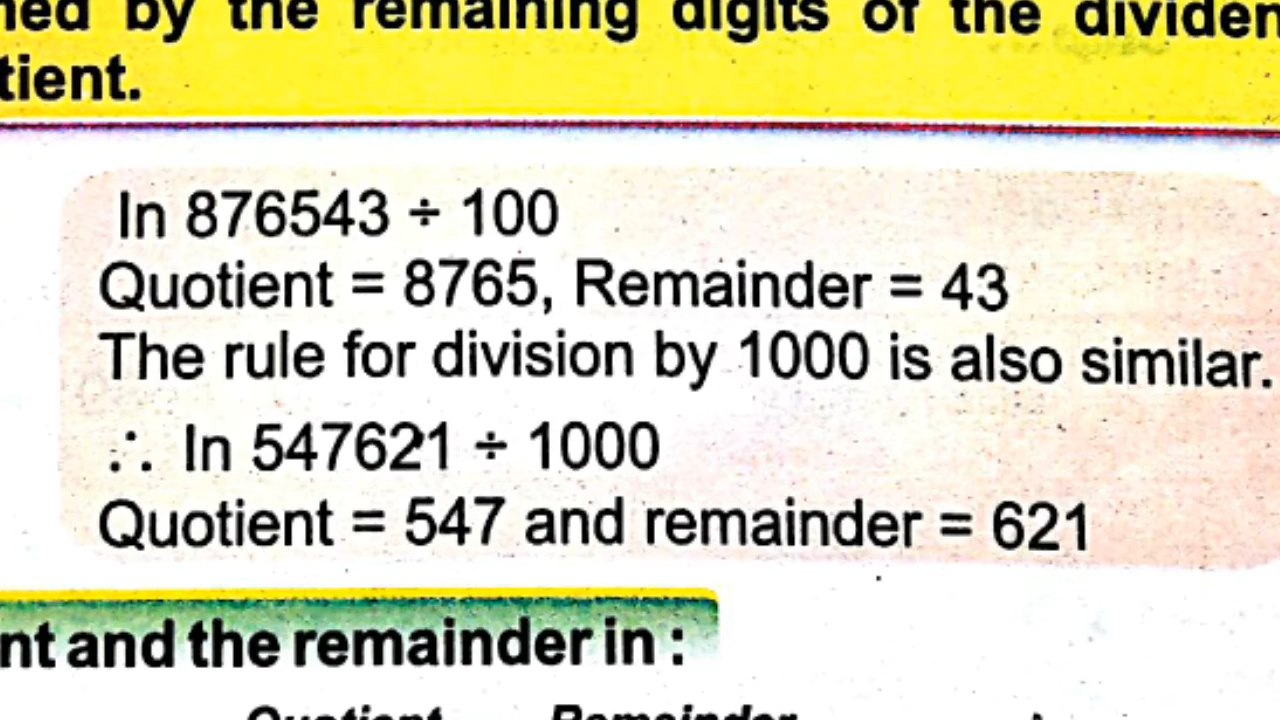 ned by the remaining digits of the dividen
tient.
In 876543 ÷ 100
Quotient = 8765, Remainder = 43
The rule for division by 1000 is also similar.
∴ In 547621 ÷ 1000
Quotient = 547 and remainder = 621
nt and the remainder in :
Quotient Remainder